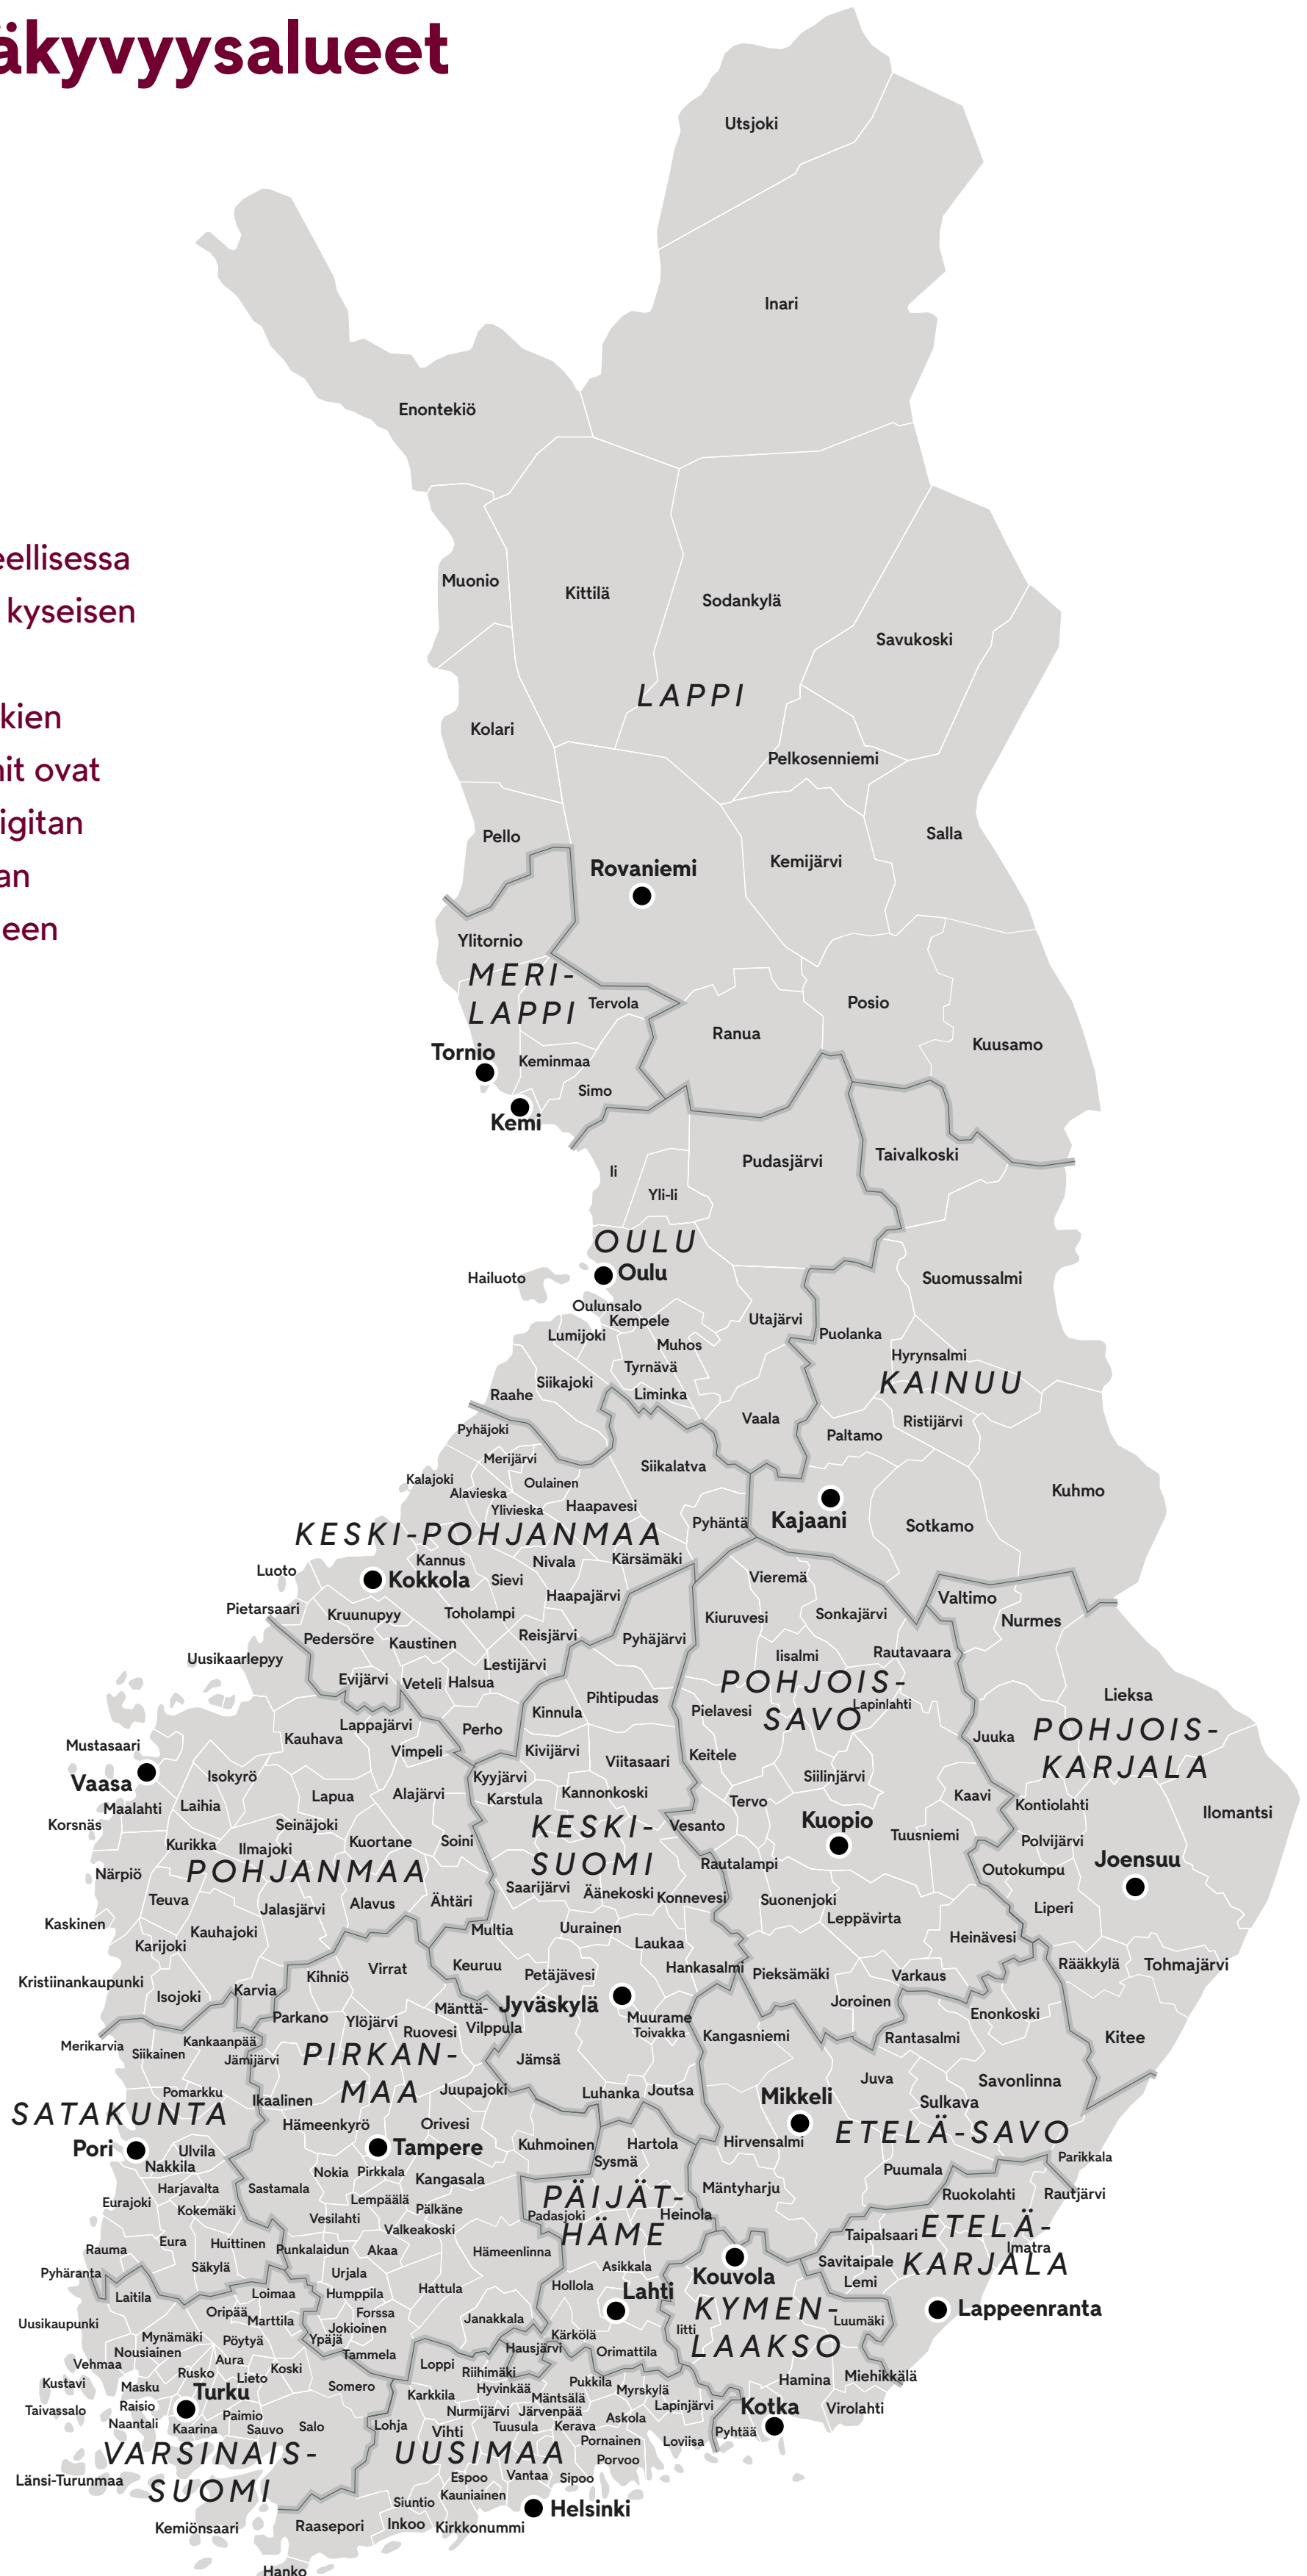 äkyvyysalueet
eellisessa
kyseisen
kien
nit ovat
igitan
an
een
Utsjoki
Inari
Enontekiö
Muonio
Kittilä
Sodankylä
Savukoski
LAPPI
Kolari
Pelkosenniemi
Pello
Salla
Kemijärvi
Rovaniemi
Ylitornio
MERI-
LAPPI
Tervola
Posio
Ranua
Kuusamo
Tornio
Keminmaa
Simo
Kemi
Ii
Pudasjärvi
Taivalkoski
Yli-Ii
OULU
Hailuoto
Oulu
Suomussalmi
Oulunsalo
Kempele
Utajärvi
Lumijoki
Puolanka
Muhos
Hyrynsalmi
Tyrnävä
KAINUU
Siikajoki
Raahe
Liminka
Vaala
Ristijärvi
Pyhäjoki
Paltamo
Merijärvi
Siikalatva
Kalajoki
Oulainen
Alavieska
Kuhmo
Ylivieska
Haapavesi
Pyhäntä
Kajaani
Sotkamo
KESKI-POHJANMAA
Kannus
Nivala
Kärsämäki
Luoto
Kokkola
Sievi
Vieremä
Haapajärvi
Valtimo
Pietarsaari
Kruunupyy
Toholampi
Kiuruvesi
Sonkajärvi
Nurmes
Pedersöre
Kaustinen
Reisjärvi
Pyhäjärvi
Uusikaarlepyy
Lestijärvi
Iisalmi
Rautavaara
Evijärvi
Veteli
Halsua
POHJOIS-
SAVO
Pihtipudas
Lieksa
Kinnula
Pielavesi
Lapinlahti
Lappajärvi
Perho
Kauhava
Juuka
POHJOIS-
KARJALA
Mustasaari
Vimpeli
Kivijärvi
Viitasaari
Keitele
Vaasa
Isokyrö
Kyyjärvi
Siilinjärvi
Lapua
Alajärvi
Karstula
Kannonkoski
Kaavi
Maalahti
Laihia
Tervo
Kontiolahti
Ilomantsi
Korsnäs
Seinäjoki
KESKI-
SUOMI
Vesanto
Kuopio
Kurikka
Ilmajoki
Kuortane
Soini
Tuusniemi
Polvijärvi
Närpiö
POHJANMAA
Rautalampi
Outokumpu
Joensuu
Teuva
Jalasjärvi
Alavus
Ähtäri
Saarijärvi
Äänekoski
Konnevesi
Suonenjoki
Liperi
Kaskinen
Kauhajoki
Multia
Uurainen
Leppävirta
Karijoki
Laukaa
Heinävesi
Kristiinankaupunki
Kihniö
Virrat
Keuruu
Petäjävesi
Hankasalmi
Pieksämäki
Varkaus
Rääkkylä
Tohmajärvi
Isojoki
Karvia
Jyväskylä
Joroinen
Parkano
Ylöjärvi
Mänttä-
Vilppula
Muurame
Toivakka
Enonkoski
Merikarvia
Kankaanpää
Ruovesi
Kangasniemi
Rantasalmi
Kitee
Siikainen
Jämijärvi
PIRKAN-
MAA
Jämsä
Juva
Savonlinna
Pomarkku
Ikaalinen
Juupajoki
Luhanka
Joutsa
Mikkeli
Sulkava
SATAKUNTA
Hämeenkyrö
Orivesi
ETELÄ-SAVO
Pori
Ulvila
Tampere
Kuhmoinen
Hartola
Hirvensalmi
Nakkila
Sysmä
Parikkala
Nokia
Pirkkala
Kangasala
Puumala
Harjavalta
Sastamala
PÄIJÄT-
HÄME
Mäntyharju
Ruokolahti
Rautjärvi
Eurajoki
Kokemäki
Lempäälä
Pälkäne
Padasjoki
Heinola
Vesilahti
Valkeakoski
Taipalsaari
ETELÄ-
KARJALA
Eura
Huittinen
Punkalaidun
Akaa
Hämeenlinna
Imatra
Rauma
Säkylä
Asikkala
Savitaipale
Pyhäranta
Urjala
Kouvola
Lemi
Laitila
Loimaa
Humppila
Hattula
Hollola
Lahti
KYMEN-
LAAKSO
Lappeenranta
Oripää
Marttila
Forssa
Janakkala
Luumäki
Uusikaupunki
Jokioinen
Iitti
Mynämäki
Pöytyä
Ypäjä
Kärkölä
Nousiainen
Tammela
Hausjärvi
Orimattila
Vehmaa
Aura
Koski
Loppi
Riihimäki
Hamina
Miehikkälä
Kustavi
Rusko
Lieto
Somero
Hyvinkää
Pukkila
Myrskylä
Masku
Turku
Karkkila
Mäntsälä
Lapinjärvi
Kotka
Virolahti
Taivassalo
Raisio
Paimio
Nurmijärvi
Järvenpää
Askola
Naantali
Kaarina
Sauvo
Salo
Lohja
Vihti
Tuusula
Kerava
Pyhtää
Pornainen
Loviisa
VARSINAIS-
SUOMI
UUSIMAA
Porvoo
Länsi-Turunmaa
Espoo
Vantaa
Sipoo
Kauniainen
Siuntio
Helsinki
Kemiönsaari
Raasepori
Inkoo
Kirkkonummi
Hanko